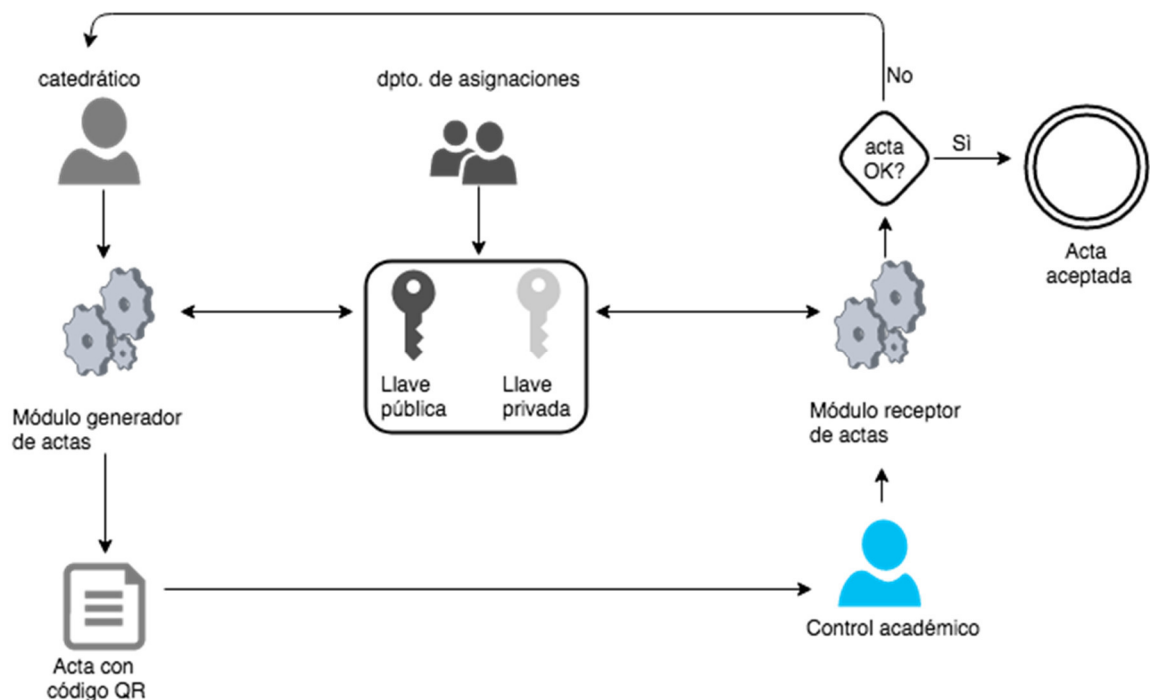 catedrático
dpto. de asignaciones
No
acta
OK?
Sì
Acta
aceptada
Llave
pública
Llave
privada
Módulo generador
de actas
Módulo receptor
de actas
Control académico
Acta con
código QR